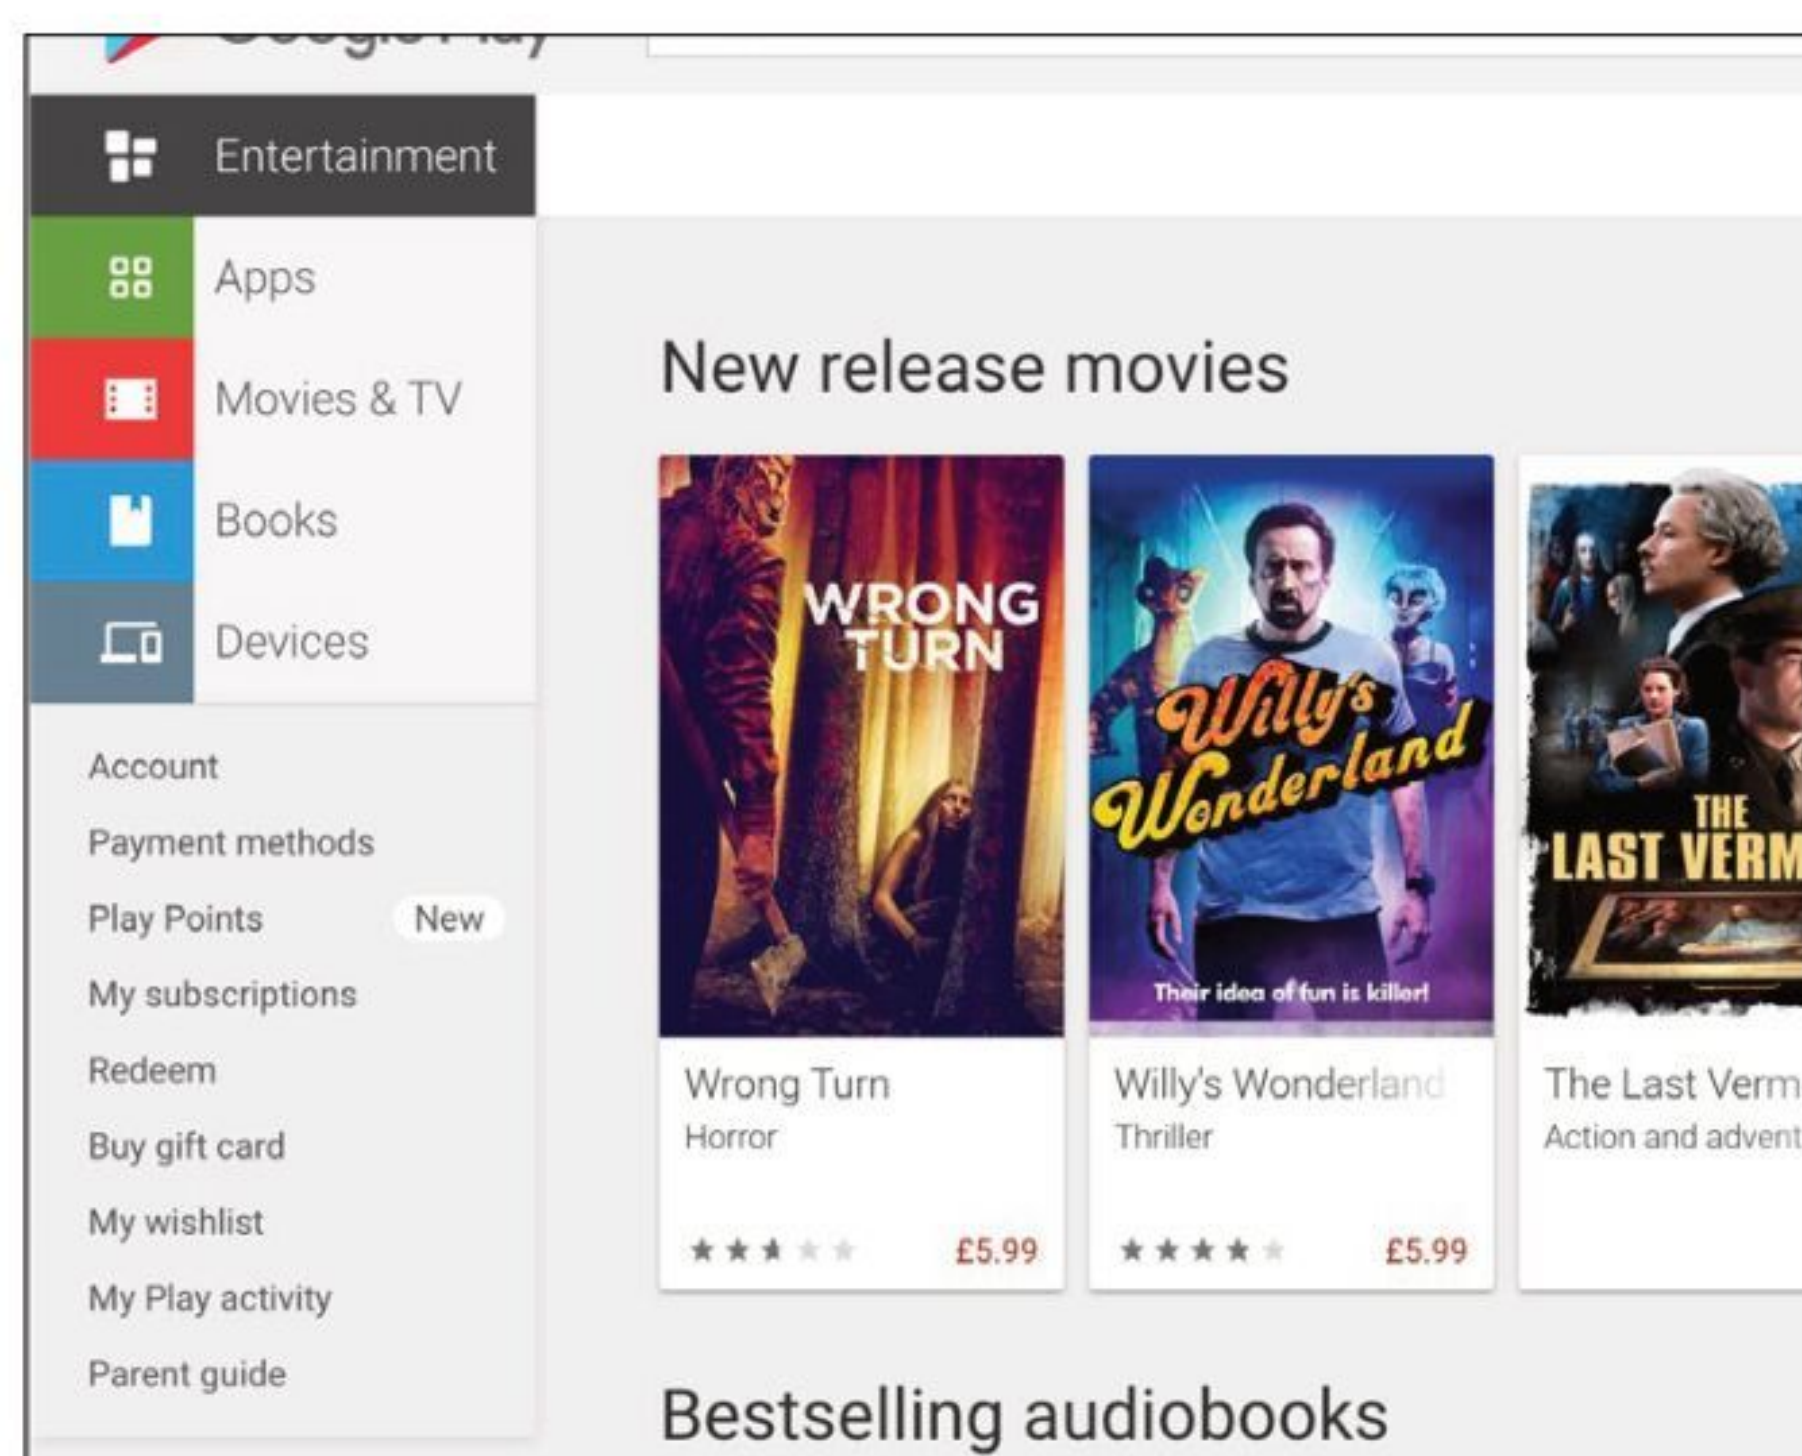 Google Play
Entertainment
Apps
Movies & TV
Books
Devices
Account
Payment methods
Play Points New
My subscriptions
Redeem
Buy gift card
My wishlist
My Play activity
Parent guide
New release movies
WRONG
TURN
Wrong Turn
Horror
£5.99
Willy's
Wonderland
Their idea of fun is killer!
Willy's Wonderland
Thriller
£5.99
THE
LAST VERM
The Last Verm
Action and advent
Bestselling audiobooks